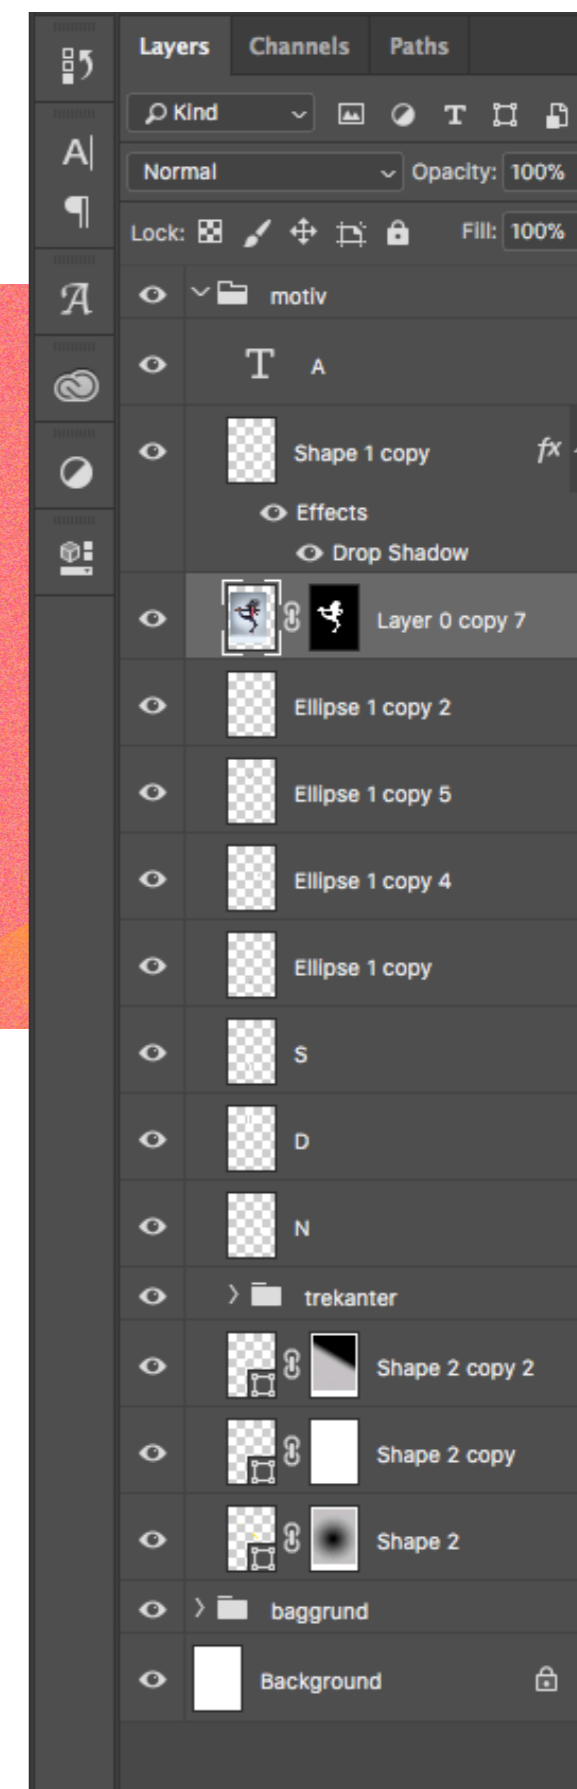 Layers Channels Paths
Kind
Normal Opacity: 100%
Lock: Fill: 100%
motiv
A
Shape 1 copy fx
Effects
Drop Shadow
Layer 0 copy 7
Ellipse 1 copy 2
Ellipse 1 copy 5
Ellipse 1 copy 4
Ellipse 1 copy
S
D
N
trekanter
Shape 2 copy 2
Shape 2 copy
Shape 2
baggrund
Background